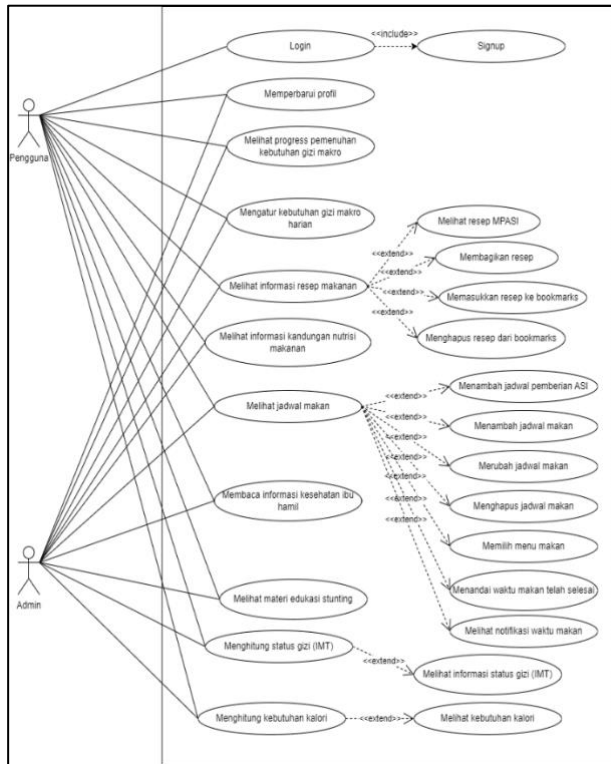 Login
<<include>>
Signup
Memperbarui profil
Pengguna
Melihat progress pemenuhan
kebutuhan gizi makro
Mengatur kebutuhan gizi makro
harian
Melihat informasi resep makanan
<<extend>>
Melihat resep MPASI
<<extend>>
Membagikan resep
<<extend>>
Memasukkan resep ke bookmarks
<<extend>>
Menghapus resep dari bookmarks
Melihat informasi kandungan nutrisi
makanan
Melihat jadwal makan
<<extend>>
Menambah jadwal pemberian ASI
<<extend>>
Menambah jadwal makan
<<extend>>
Merubah jadwal makan
<<extend>>
Menghapus jadwal makan
<<extend>>
Memilih menu makan
<<extend>>
Menandai waktu makan telah selesai
Melihat notifikasi waktu makan
Membaca informasi kesehatan ibu
hamil
Admin
Melihat materi edukasi stunting
Menghitung status gizi (IMT)
<<extend>>
Melihat informasi status gizi (IMT)
Menghitung kebutuhan kalori
<<extend>>
Melihat kebutuhan kalori